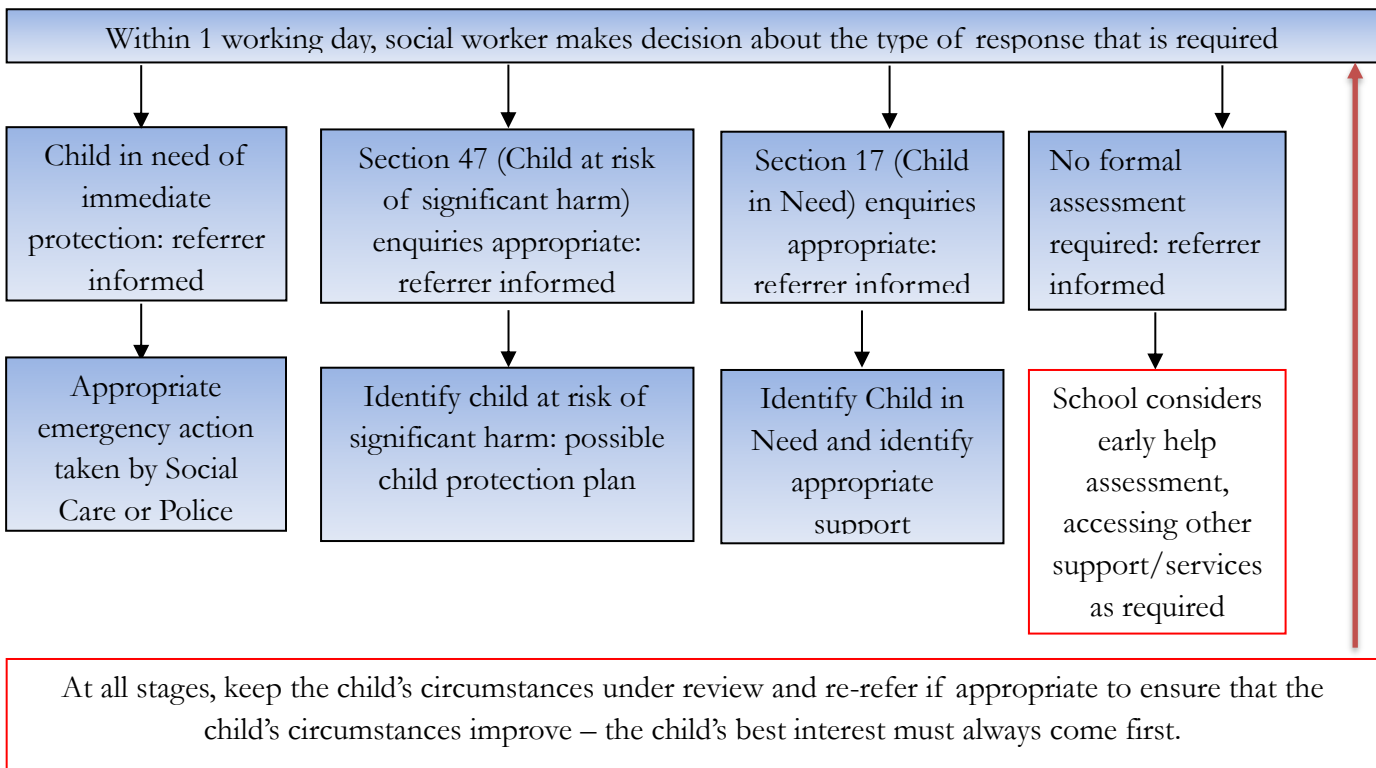 Within 1 working day, social worker makes decision about the type of response that is required
Child in need of
immediate
protection: referrer
informed
Section 47 (Child at risk
of significant harm)
enquiries appropriate:
referrer informed
Section 17 (Child
in Need) enquiries
appropriate:
referrer informed
No formal
assessment
required: referrer
informed
Appropriate
emergency action
taken by Social
Care or Police
Identify child at risk of
significant harm: possible
child protection plan
Identify Child in
Need and identify
appropriate
support
School considers
early help
assessment,
accessing other
support/services
as required
At all stages, keep the child’s circumstances under review and re-refer if appropriate to ensure that the
child’s circumstances improve – the child’s best interest must always come first.